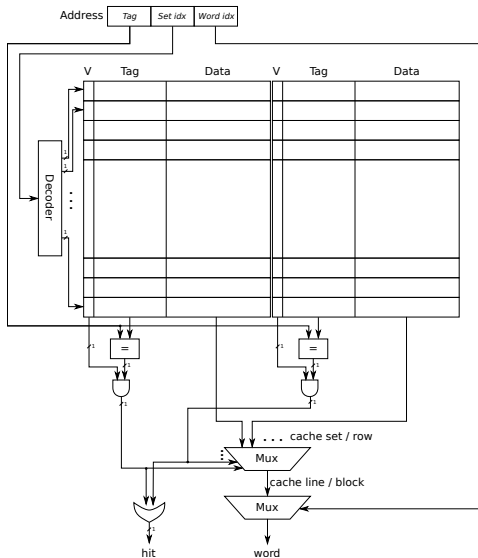 Address Tag Set idx Word idx
V Tag Data V Tag Data
1
1
Decoder
...
1
1 = 1 =
1 1
1 1
... cache set / row
... Mux
cache line / block
Mux
1
hit word